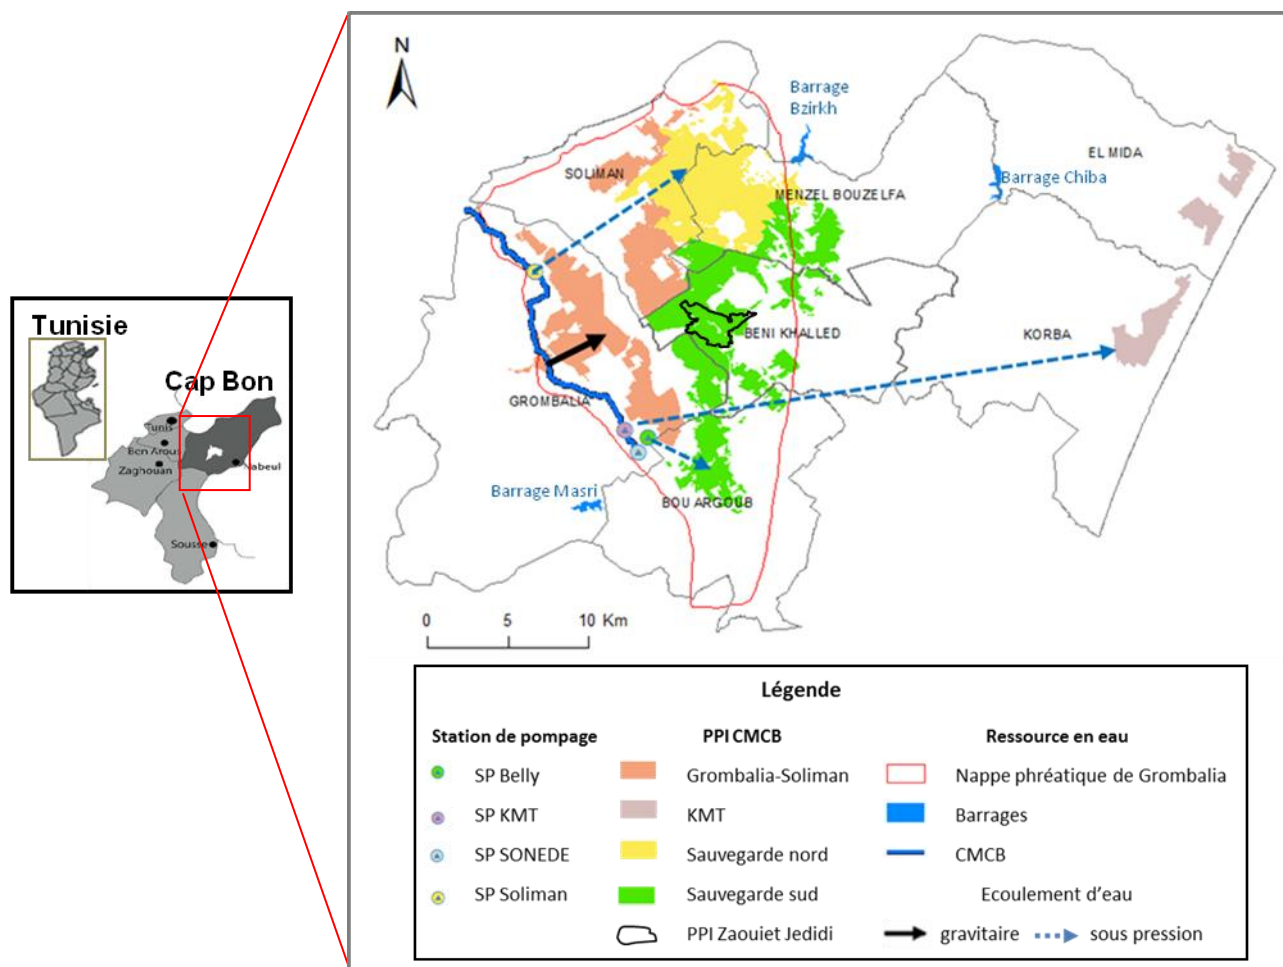 Tunisie
Cap Bon
Tunis
Ben Arous
Zaghouan
Nabeul
Sousse
N
Barrage
Bzirkh
EL MIDA
SOLIMAN
Barrage Chiba
MENZEL BOUZELFA
BENI KHALLED
KORBA
GROMBALIA
Barrage Masri
BOU ARGOUB
0 5 10 Km
Légende
Station de pompage
SP Belly
SP KMT
SP SONEDE
SP Soliman
PPI CMCB
Grombalia-Soliman
KMT
Sauvegarde nord
Sauvegarde sud
PPI Zaouiet Jedidi
Ressource en eau
Nappe phréatique de Grombalia
Barrages
CMCB
Ecoulement d'eau
gravitaire
sous pression